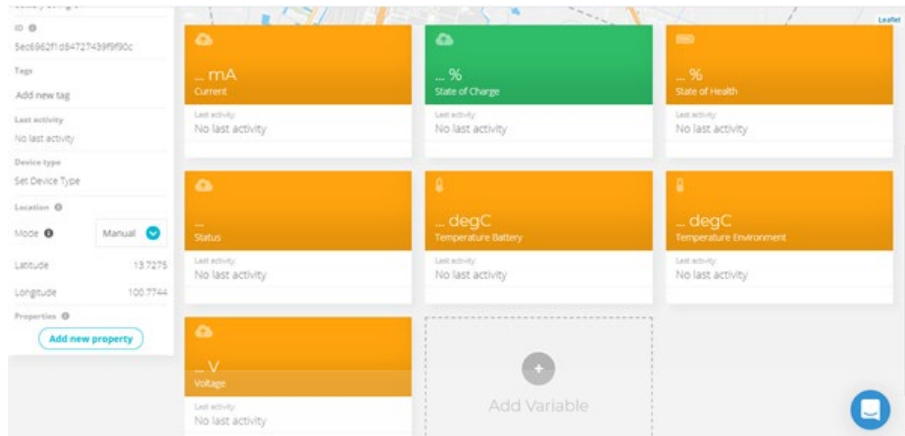 ID
Tags
Add new tag
Last activity
No last activity
Device type
Set Device Type
Location
Mode
Manual
Latitude
13.7275
Longitude
100.7744
Properties
Add new property
Leaflet
... mA
Current
Last activity:
No last activity
... %
State of Charge
Last activity:
No last activity
... %
State of Health
Last activity:
No last activity
...
Status
Last activity:
No last activity
... degC
Temperature Battery
Last activity:
No last activity
... degC
Temperature Environment
Last activity:
No last activity
... V
Voltage
Last activity:
No last activity
Add Variable